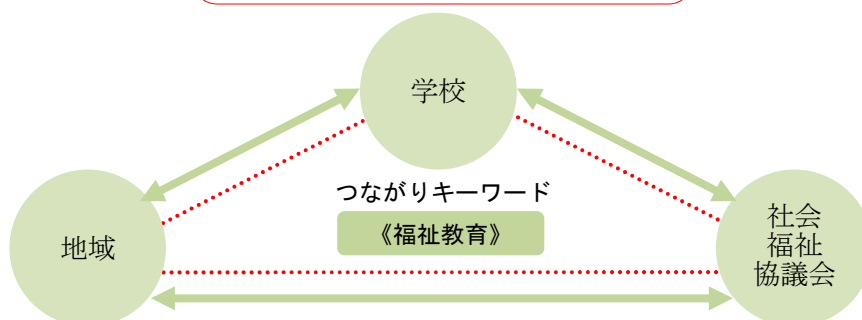 学校
つながりキーワード
《福祉教育》
地域
社会
福祉
協議会